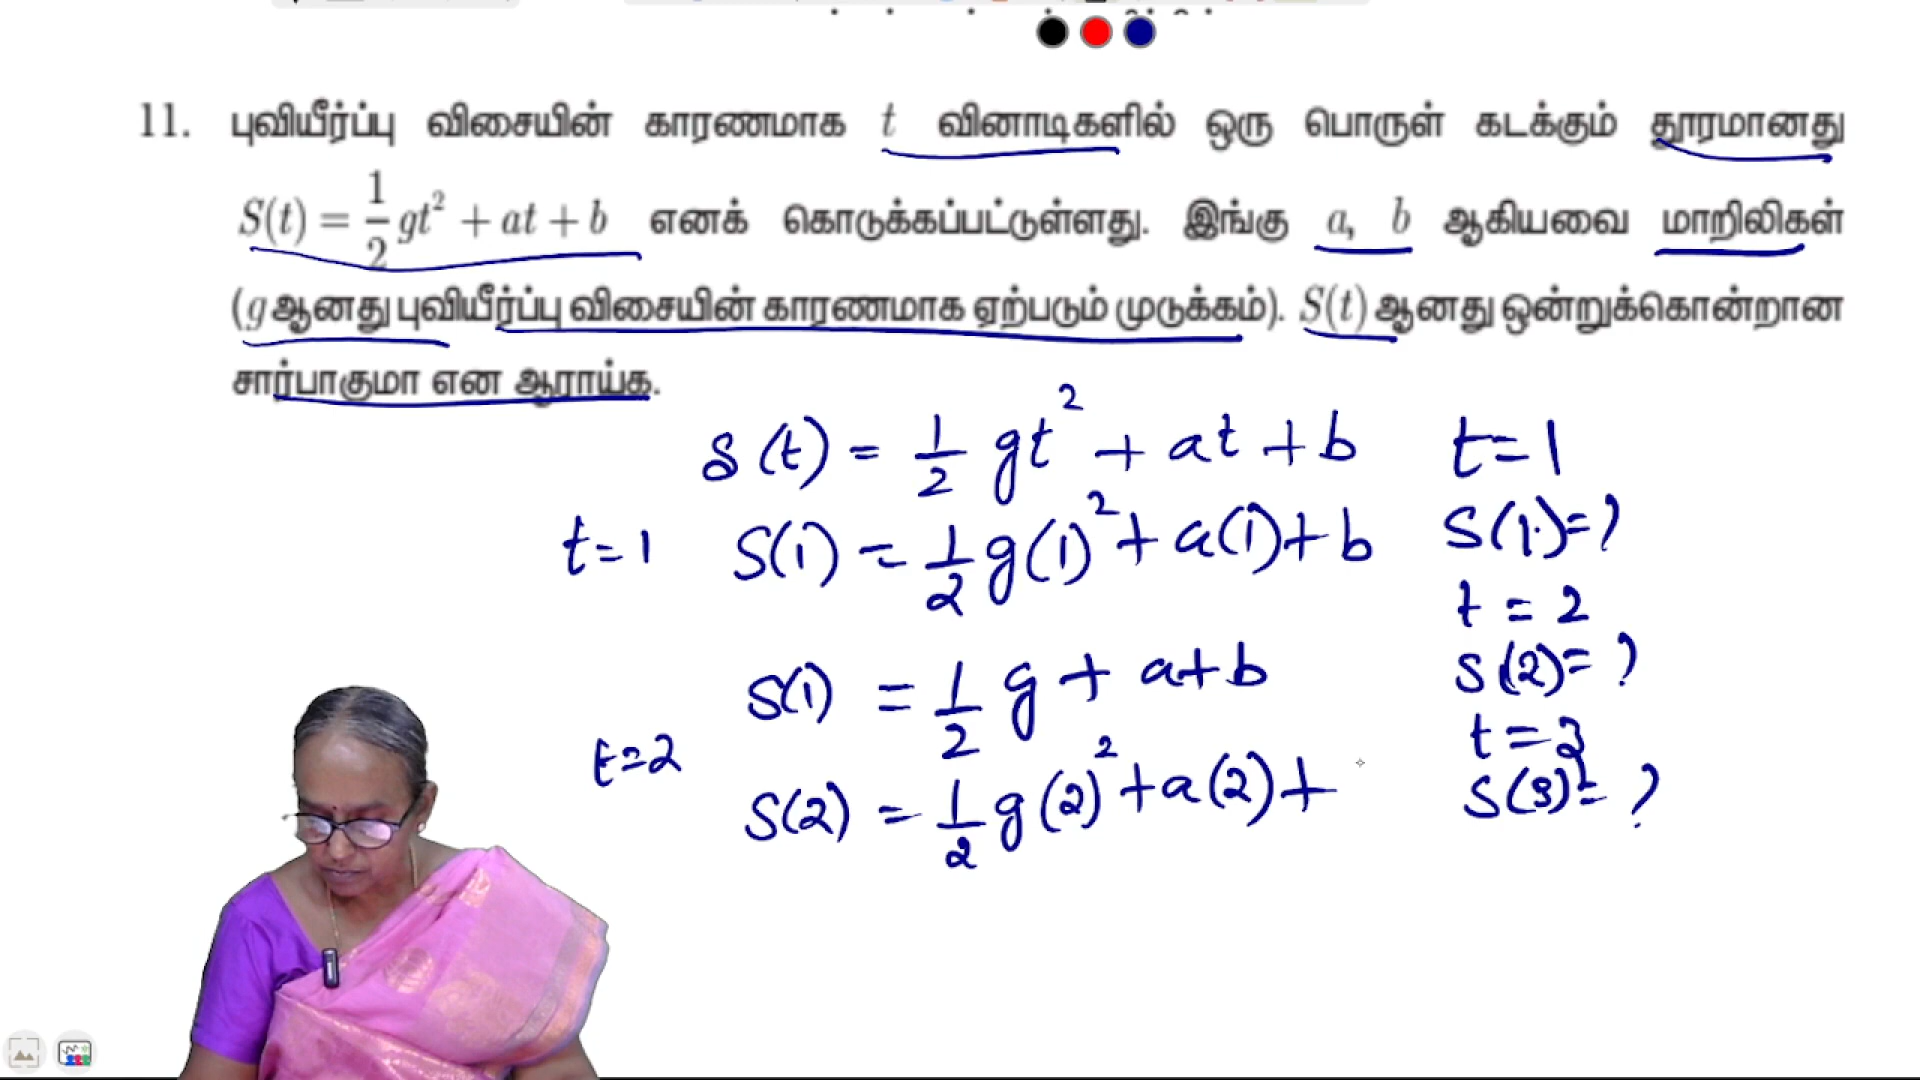 11. புவியீர்ப்பு விசையின் காரணமாக t வினாடிகளில் ஒரு பொருள் கடக்கும் தூரமானது
S(t) = 1/2 gt² + at + b எனக் கொடுக்கப்பட்டுள்ளது. இங்கு a, b ஆகியவை மாறிலிகள்
(g ஆனது புவியீர்ப்பு விசையின் காரணமாக ஏற்படும் முடுக்கம்). S(t) ஆனது ஒன்றுக்கொன்றான
சார்பாகுமா என ஆராய்க.
S(t) = 1/2 gt² + at + b
t=1
t=1 S(1) = 1/2 g(1)² + a(1) + b
S(1)=?
t = 2
S(1) = 1/2 g + a+b
S(2)=?
t=2
t=3
S(2) = 1/2 g(2)² + a(2) +
S(3)= ?